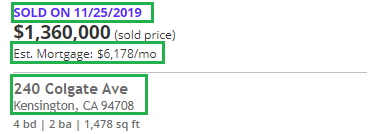 SOLD ON 11/25/2019
$1,360,000 (sold price)
Est. Mortgage: $6,178/mo
240 Colgate Ave
Kensington, CA 94708
4 bd | 2 ba | 1,478 sq ft